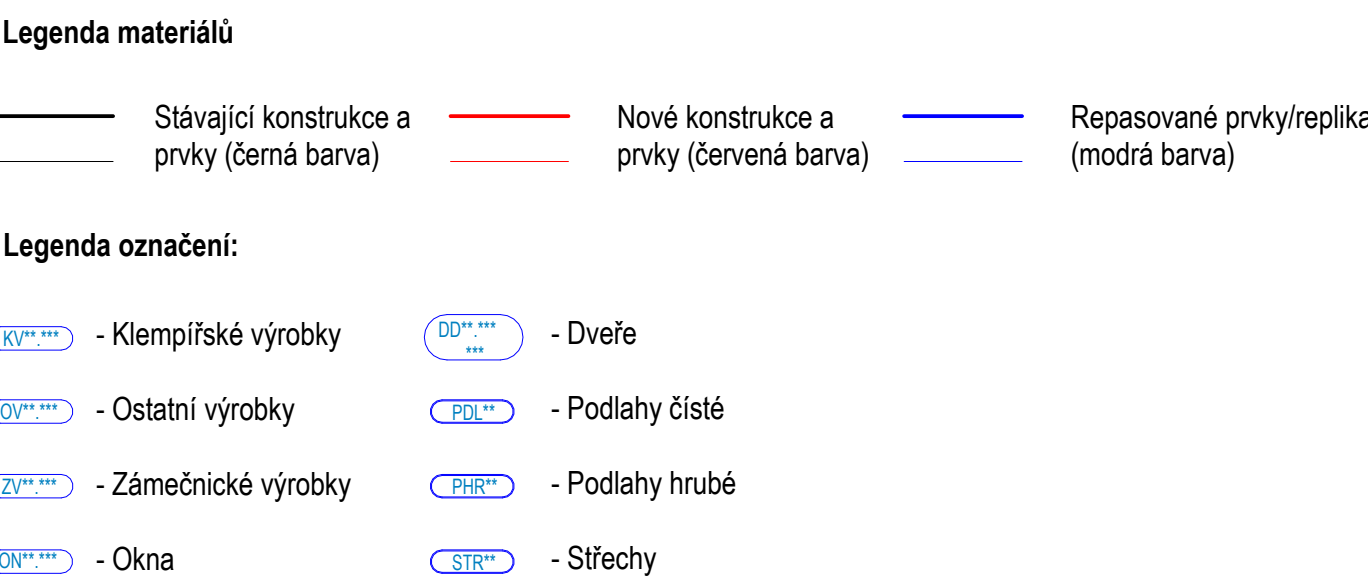 Legenda materiálů
Stávající konstrukce a
prvky (černá barva)
Nové konstrukce a
prvky (červená barva)
Repasované prvky/replika
(modrá barva)
Legenda označení:
KV**.*** - Klempířské výrobky
DD**.***
*** - Dveře
OV**.*** - Ostatní výrobky
PDL** - Podlahy čísté
ZV**.*** - Zámečnické výrobky
PHR** - Podlahy hrubé
ON**.*** - Okna
STR** - Střechy